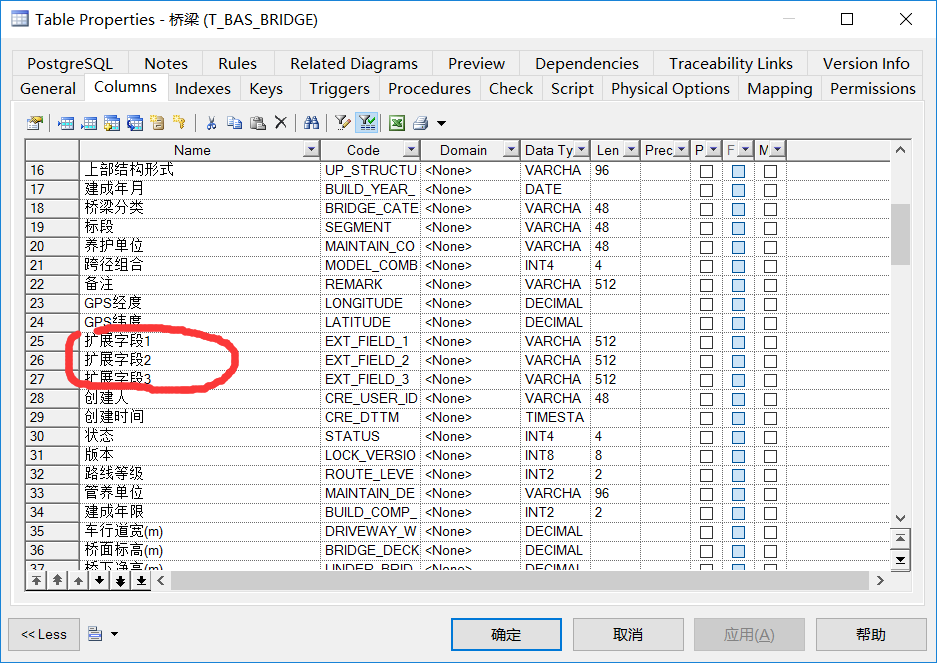 Table Properties - 桥梁 (T_BAS_BRIDGE)
PostgreSQL Notes Rules Related Diagrams Preview Dependencies Traceability Links Version Info
General Columns Indexes Keys Triggers Procedures Check Script Physical Options Mapping Permissions
Name Code Domain Data Ty Len Prec P F M
16 上部结构形式 UP_STRUCTU <None> VARCHA 96
17 建成年月 BUILD_YEAR_ <None> DATE
18 桥梁分类 BRIDGE_CATE <None> VARCHA 48
19 标段 SEGMENT <None> VARCHA 48
20 养护单位 MAINTAIN_CO <None> VARCHA 48
21 跨径组合 MODEL_COMB <None> INT4 4
22 备注 REMARK <None> VARCHA 512
23 GPS经度 LONGITUDE <None> DECIMAL
24 GPS纬度 LATITUDE <None> DECIMAL
25 扩展字段1 EXT_FIELD_1 <None> VARCHA 512
26 扩展字段2 EXT_FIELD_2 <None> VARCHA 512
27 扩展字段3 EXT_FIELD_3 <None> VARCHA 512
28 创建人 CRE_USER_ID <None> VARCHA 48
29 创建时间 CRE_DTTM <None> TIMESTA
30 状态 STATUS <None> INT4 4
31 版本 LOCK_VERSIO <None> INT8 8
32 路线等级 ROUTE_LEVE <None> INT2 2
33 管养单位 MAINTAIN_DE <None> VARCHA 96
34 建成年限 BUILD_COMP_ <None> INT2 2
35 车行道宽(m) DRIVEWAY_W <None> DECIMAL
36 桥面标高(m) BRIDGE_DECK <None> DECIMAL
37 桥下净高(m) UNDER_BRID <None> DECIMAL
<< Less 确定 取消 应用(A) 帮助